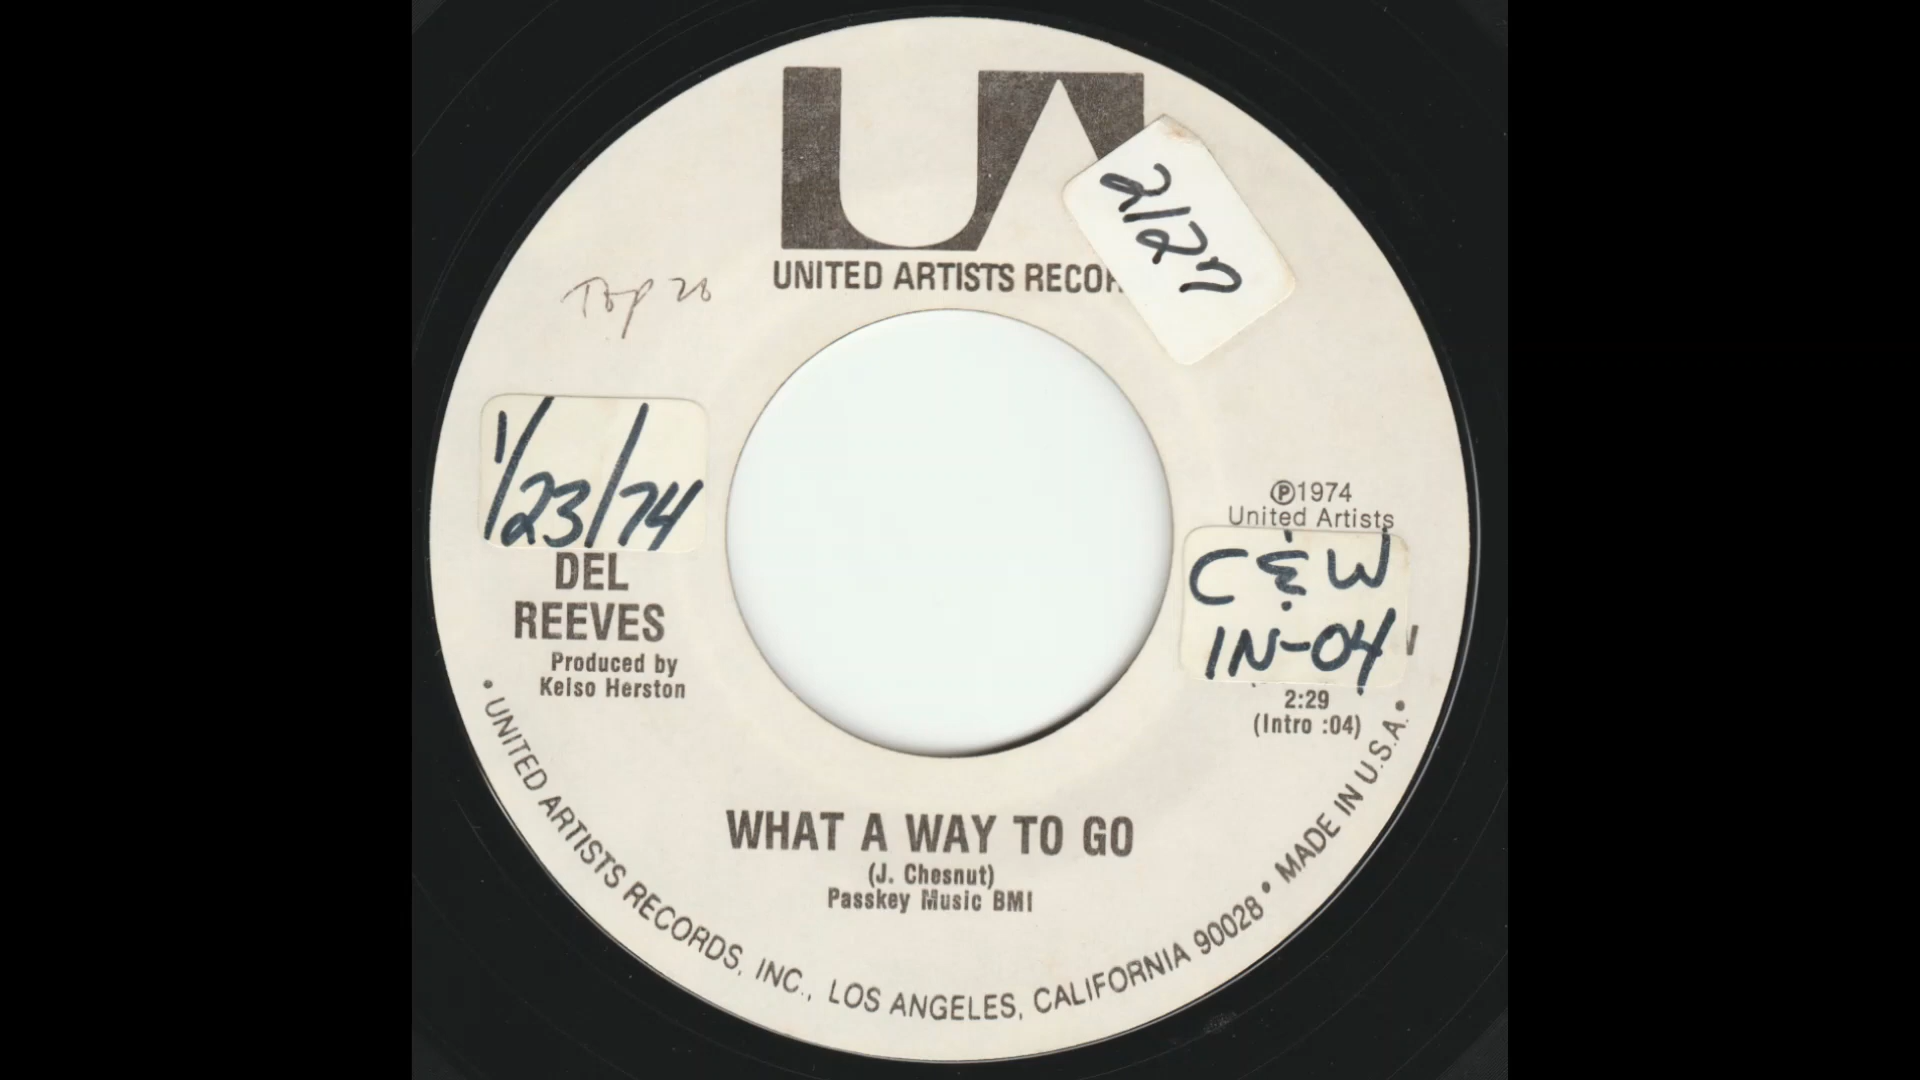 UA
UNITED ARTISTS RECOR
2/27
Top 20
1/23/74
DEL
REEVES
Produced by
Kelso Herston
℗1974
United Artists
C&W
IN-04
2:29
(Intro :04)
WHAT A WAY TO GO
(J. Chesnut)
Passkey Music BMI
• UNITED ARTISTS RECORDS, INC., LOS ANGELES, CALIFORNIA 90028 • MADE IN U.S.A. •